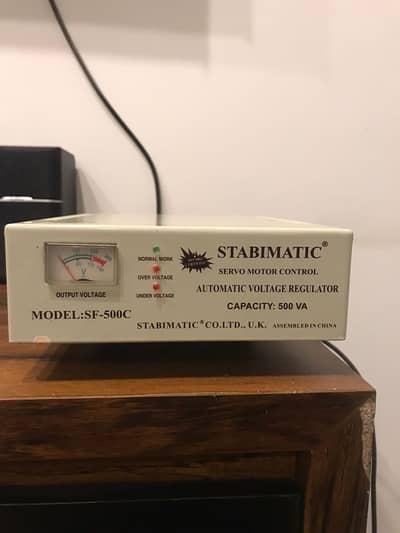 STABIMATIC®
SERVO MOTOR CONTROL
AUTOMATIC VOLTAGE REGULATOR
CAPACITY: 500 VA
NORMAL WORK
OVER VOLTAGE
UNDER VOLTAGE
V
OUTPUT VOLTAGE
MODEL:SF-500C
STABIMATIC® CO.LTD., U.K. ASSEMBLED IN CHINA